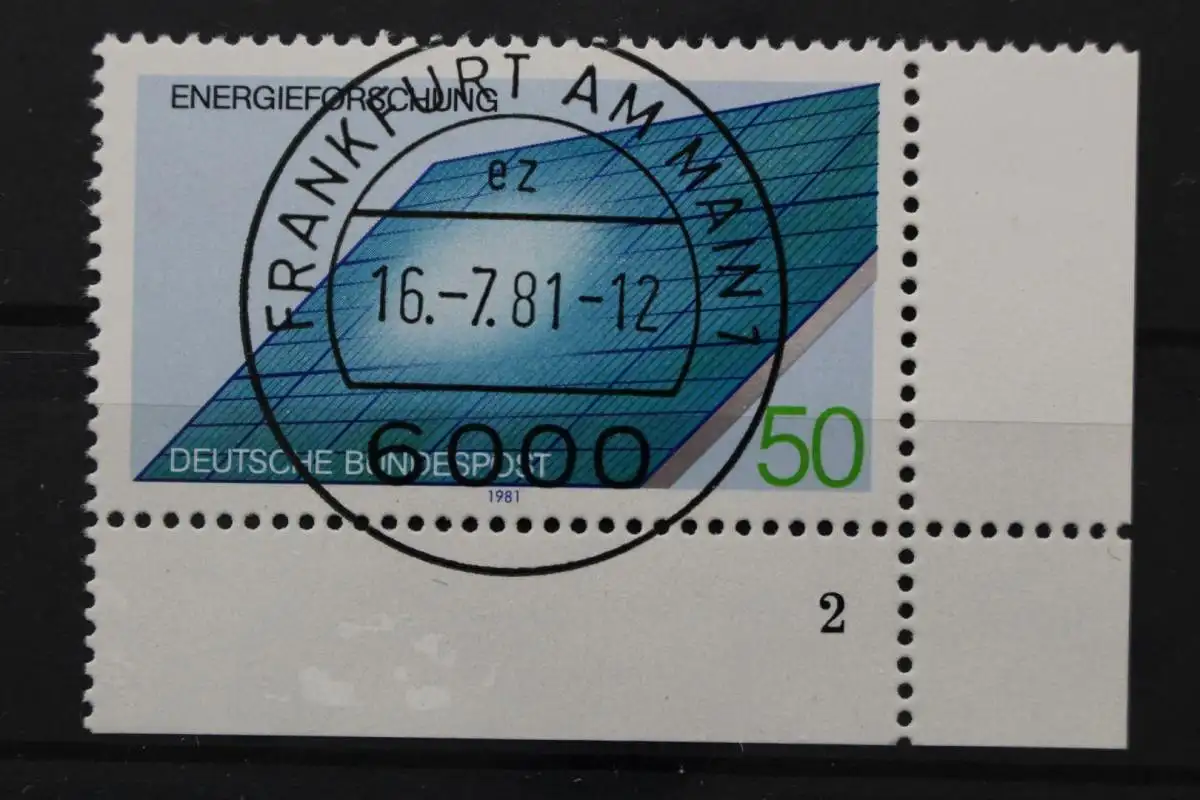 ENERGIEFORSCHUNG
FRANKFURT AM MAIN 1
ez
16.-7.81-12
6000
DEUTSCHE BUNDESPOST
50
1981
2